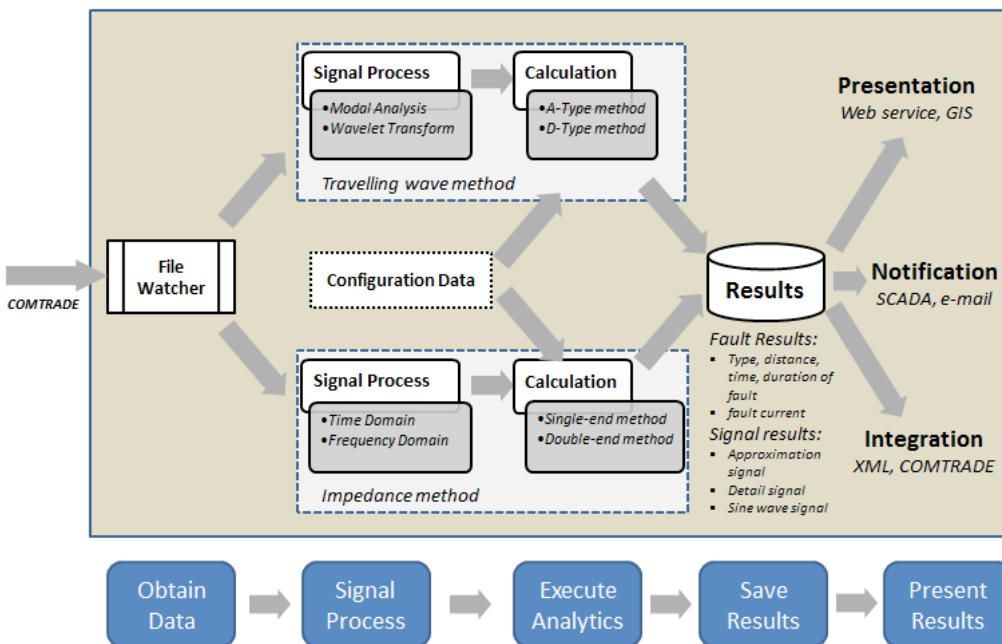 Signal Process
•Modal Analysis
•Wavelet Transform
Calculation
•A-Type method
•D-Type method
Travelling wave method
Presentation
Web service, GIS
COMTRADE
File
Watcher
Configuration Data
Results
Notification
SCADA, e-mail
Fault Results:
▪ Type, distance,
time, duration of
fault
▪ fault current
Signal results:
▪ Approximation
signal
▪ Detail signal
▪ Sine wave signal
Signal Process
•Time Domain
•Frequency Domain
Calculation
•Single-end method
•Double-end method
Impedance method
Integration
XML, COMTRADE
Obtain
Data
Signal
Process
Execute
Analytics
Save
Results
Present
Results